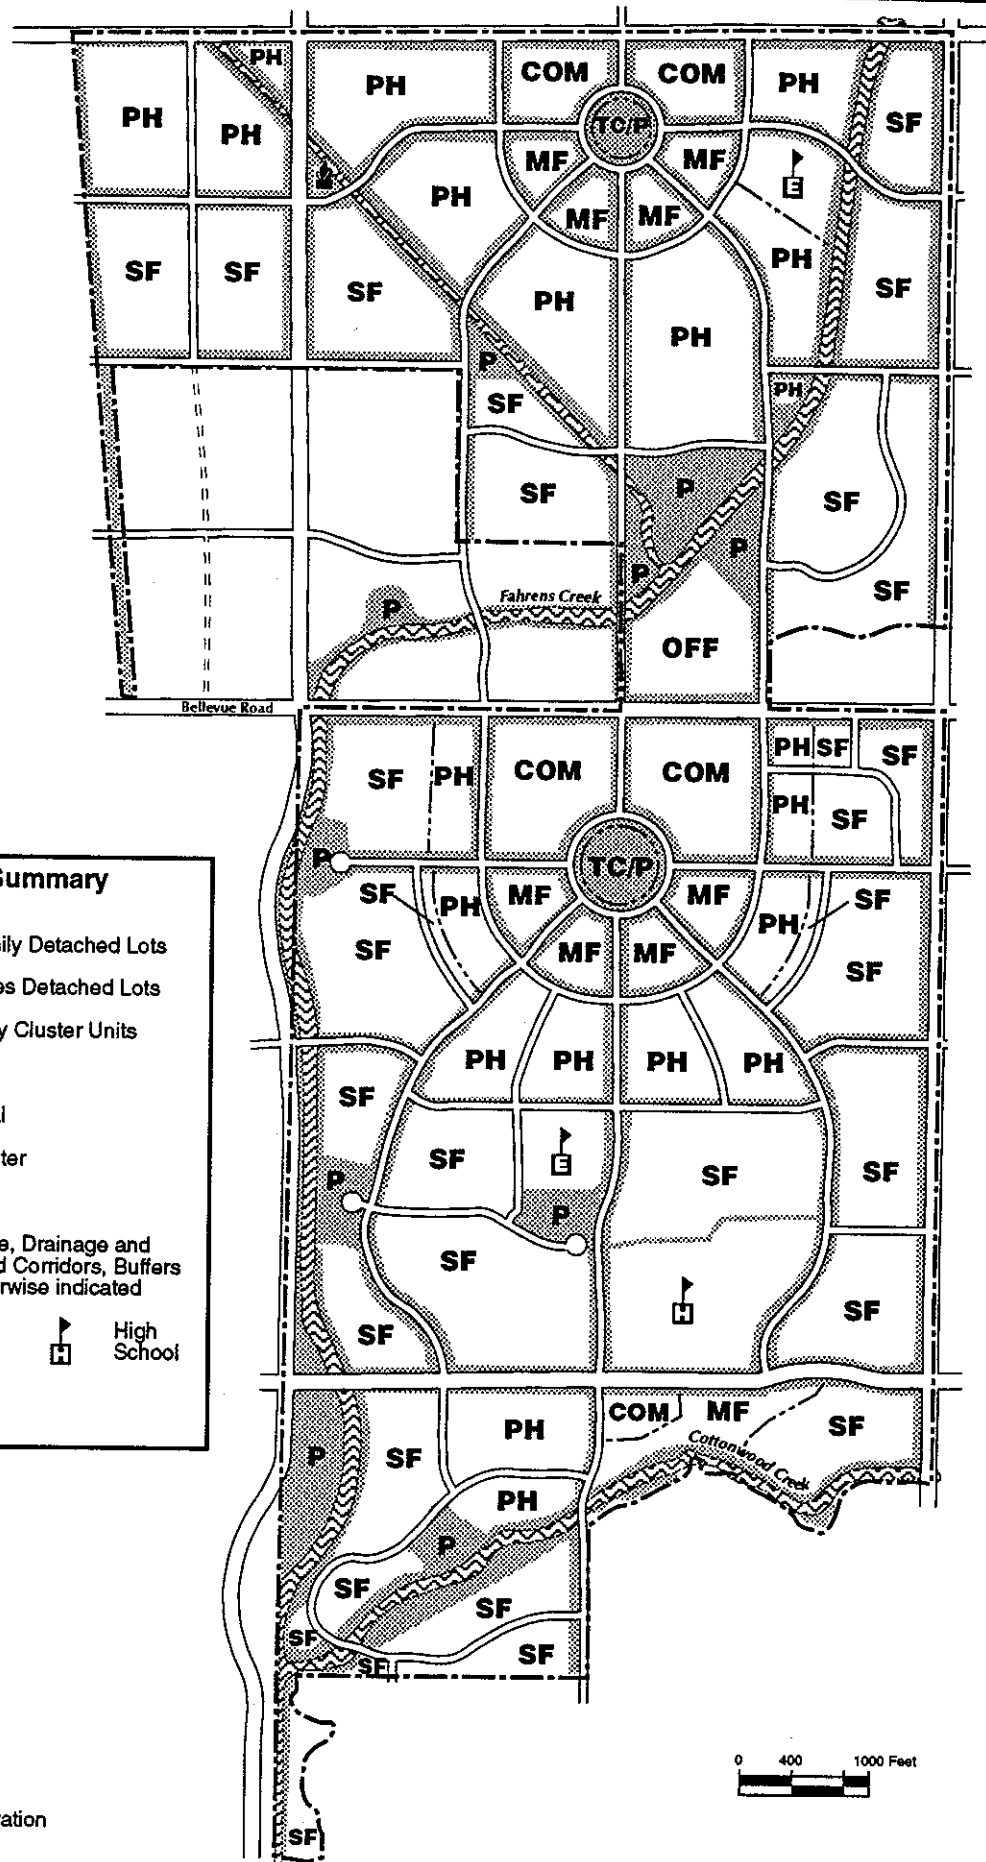 PH
COM
COM
PH
PH
PH
TC/P
SF
PH
MF
MF
E
PH
MF
MF
SF
SF
SF
PH
PH
SF
PH
P
PH
SF
SF
P
SF
P
P
SF
Fahrens Creek
P
OFF
Bellevue Road
SF
PH
COM
COM
PH
SF
SF
PH
SF
P
TC/P
SF
PH
MF
MF
PH
SF
SF
MF
MF
SF
PH
PH
PH
PH
SF
SF
E
SF
SF
P
P
SF
SF
H
SF
COM
MF
SF
P
SF
PH
Cottonwood Creek
PH
P
SF
SF
SF
SF
SF
SF
Summary
ily Detached Lots
es Detached Lots
y Cluster Units
l
ter
e, Drainage and
d Corridors, Buffers
rwise indicated
H
High
School
ation
0 400 1000 Feet